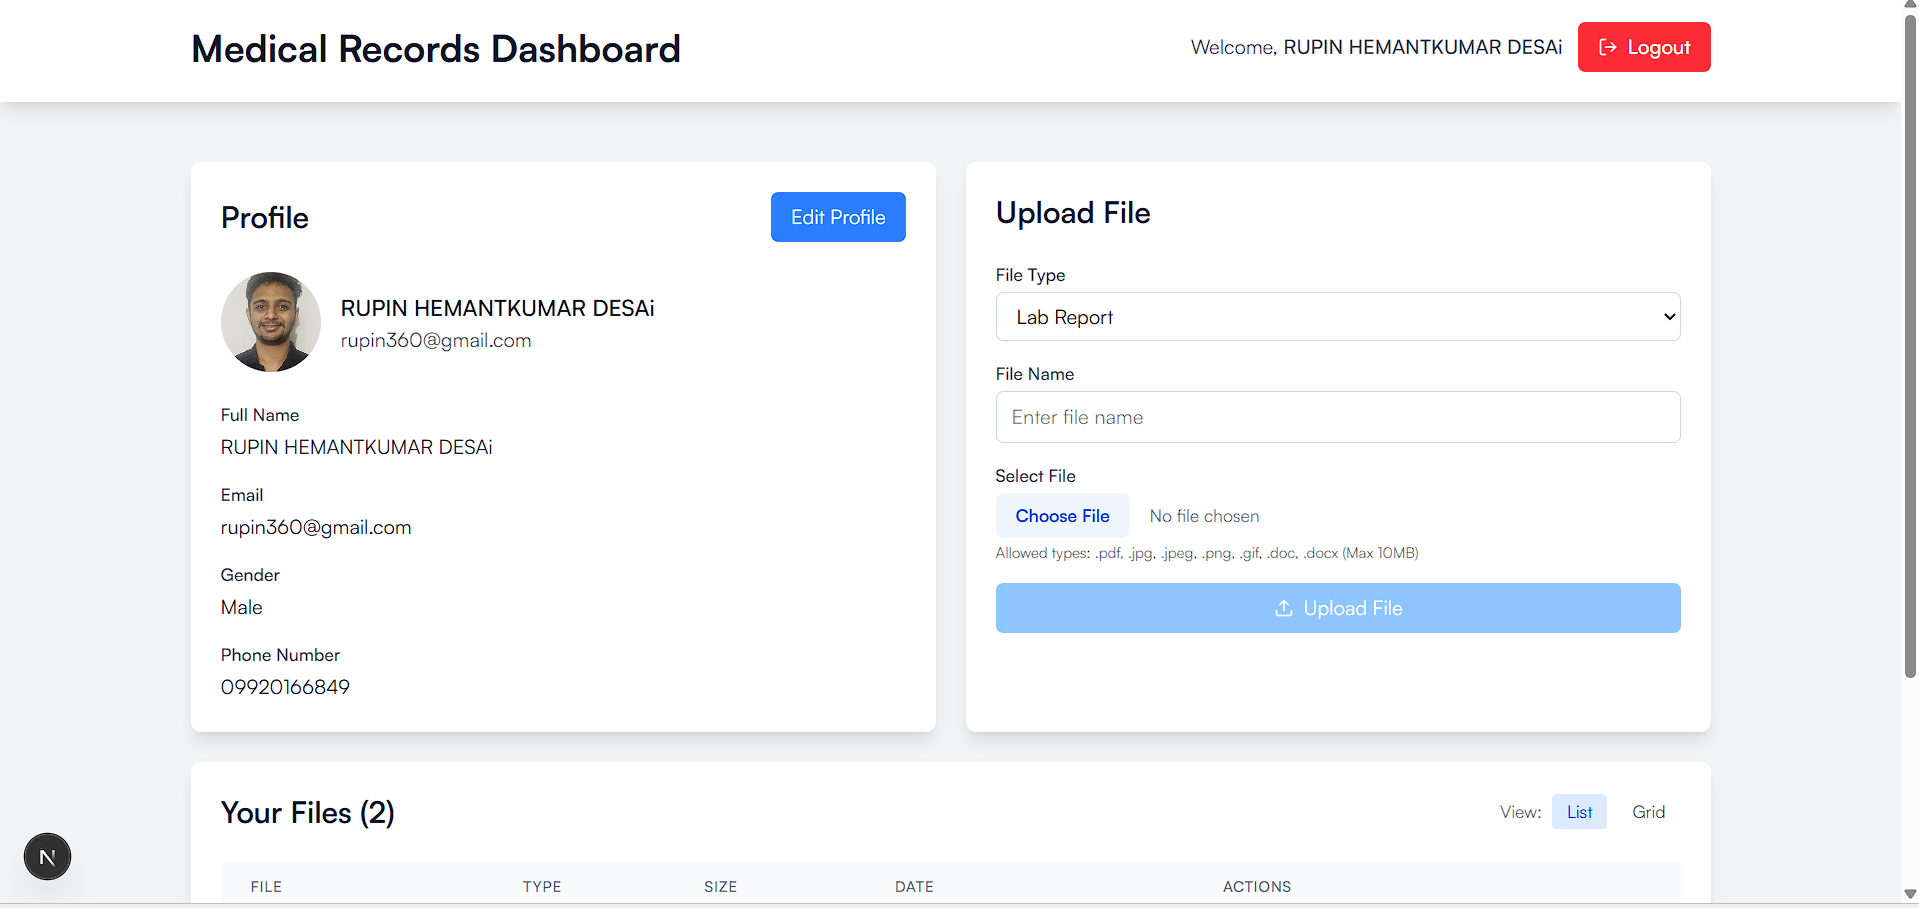 Medical Records Dashboard
Welcome, RUPIN HEMANTKUMAR DESAi
Logout
Profile
Edit Profile
RUPIN HEMANTKUMAR DESAi
rupin360@gmail.com
Full Name
RUPIN HEMANTKUMAR DESAi
Email
rupin360@gmail.com
Gender
Male
Phone Number
09920166849
Upload File
File Type
Lab Report
File Name
Enter file name
Select File
Choose File No file chosen
Allowed types: .pdf, .jpg, .jpeg, .png, .gif, .doc, .docx (Max 10MB)
Upload File
Your Files (2)
View: List Grid
FILE TYPE SIZE DATE ACTIONS
N